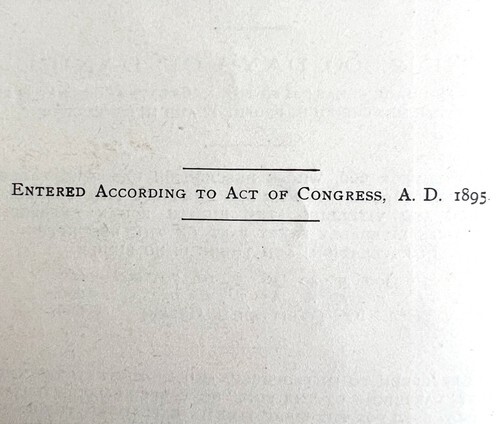 Entered According to Act of Congress, A. D. 1895.